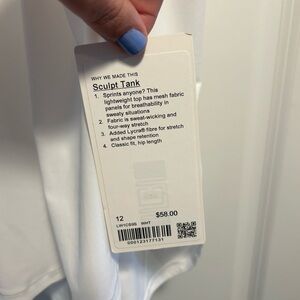 WHY WE MADE THIS
Sculpt Tank
1. Sprints anyone? This
lightweight top has mesh fabric
panels for breathability in
sweaty situations
2. Fabric is sweat-wicking and
four-way stretch
3. Added Lycra® fibre for stretch
and shape retention
4. Classic fit, hip length
12 $58.00
LW1DB9S WHT
000123177131